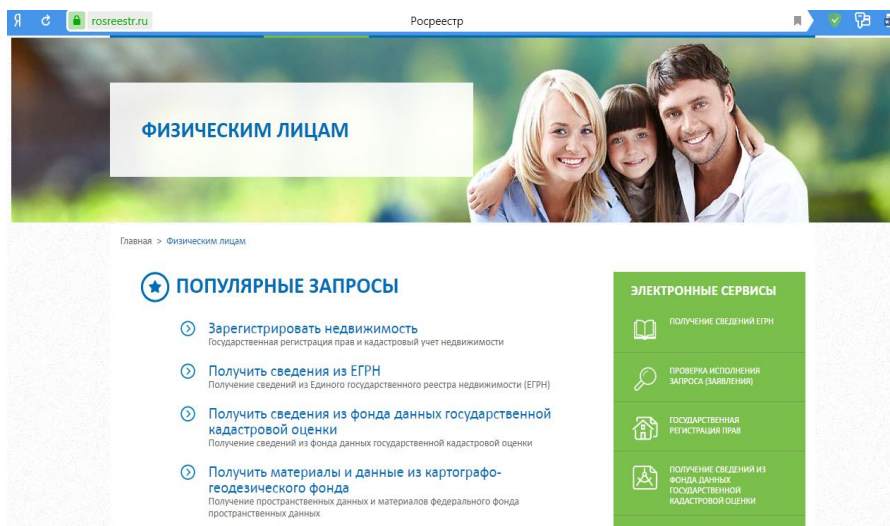 Я
rosreestr.ru
Росреестр
ФИЗИЧЕСКИМ ЛИЦАМ
Главная > Физическим лицам
ПОПУЛЯРНЫЕ ЗАПРОСЫ
Зарегистрировать недвижимость
Государственная регистрация прав и кадастровый учет недвижимости
Получить сведения из ЕГРН
Получение сведений из Единого государственного реестра недвижимости (ЕГРН)
Получить сведения из фонда данных государственной
кадастровой оценки
Получение сведений из фонда данных государственной кадастровой оценки
Получить материалы и данные из картографо-
геодезического фонда
Получение пространственных данных и материалов федерального фонда
пространственных данных
ЭЛЕКТРОННЫЕ СЕРВИСЫ
ПОЛУЧЕНИЕ СВЕДЕНИЙ ЕГРН
ПРОВЕРКА ИСПОЛНЕНИЯ
ЗАПРОСА (ЗАЯВЛЕНИЯ)
ГОСУДАРСТВЕННАЯ
РЕГИСТРАЦИЯ ПРАВ
ПОЛУЧЕНИЕ СВЕДЕНИЙ ИЗ
ФОНДА ДАННЫХ
ГОСУДАРСТВЕННОЙ
КАДАСТРОВОЙ ОЦЕНКИ